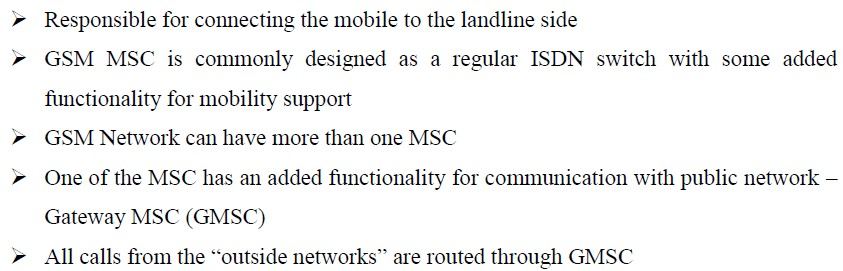 ➤ Responsible for connecting the mobile to the landline side
➤ GSM MSC is commonly designed as a regular ISDN switch with some added
functionality for mobility support
➤ GSM Network can have more than one MSC
➤ One of the MSC has an added functionality for communication with public network –
Gateway MSC (GMSC)
➤ All calls from the “outside networks” are routed through GMSC